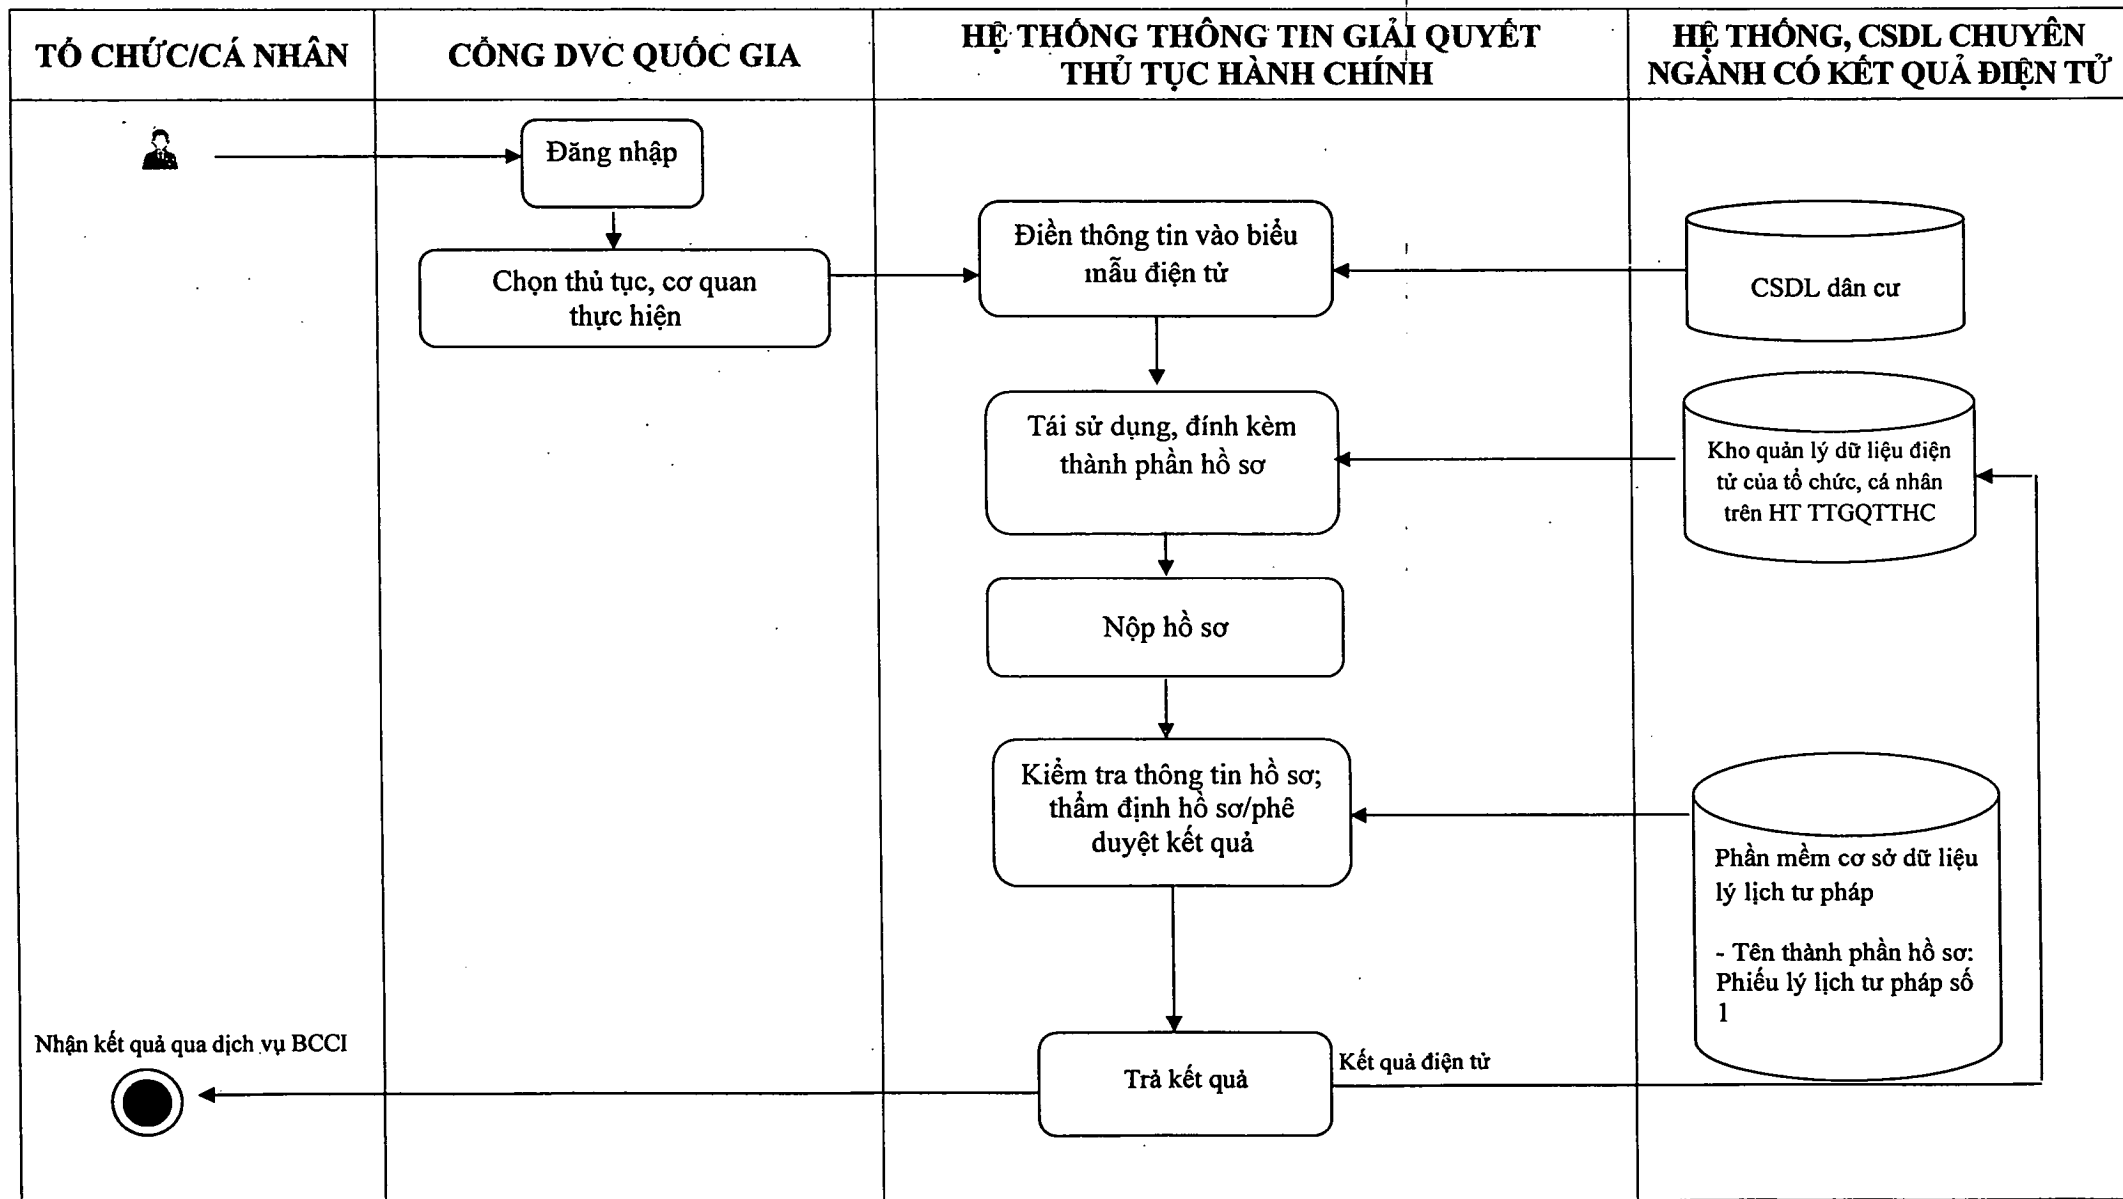 TỔ CHỨC/CÁ NHÂN
CỔNG DVC QUỐC GIA
HỆ THỐNG THÔNG TIN GIẢI QUYẾT
THỦ TỤC HÀNH CHÍNH
HỆ THỐNG, CSDL CHUYÊN
NGÀNH CÓ KẾT QUẢ ĐIỆN TỬ
Đăng nhập
Chọn thủ tục, cơ quan
thực hiện
Điền thông tin vào biểu
mẫu điện tử
CSDL dân cư
Tái sử dụng, đính kèm
thành phần hồ sơ
Kho quản lý dữ liệu điện
tử của tổ chức, cá nhân
trên HT TTGQTTHC
Nộp hồ sơ
Kiểm tra thông tin hồ sơ;
thẩm định hồ sơ/phê
duyệt kết quả
Phần mềm cơ sở dữ liệu
lý lịch tư pháp
- Tên thành phần hồ sơ:
Phiếu lý lịch tư pháp số
1
Nhận kết quả qua dịch vụ BCCI
Trả kết quả
Kết quả điện tử